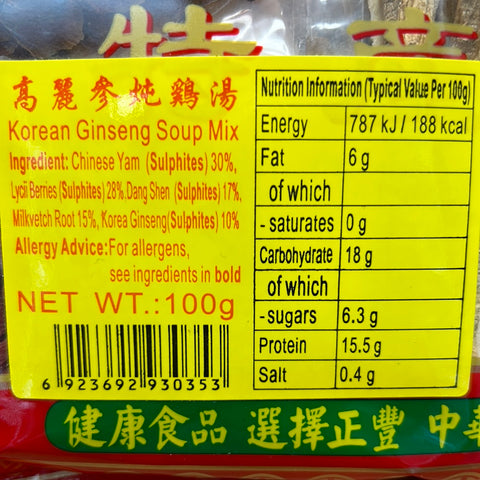 特產
高麗參炖鷄湯
Korean Ginseng Soup Mix
Ingredient: Chinese Yam (Sulphites) 30%,
Lycii Berries (Sulphites) 28%,Dang Shen (Sulphites) 17%,
Milkvetch Root 15%, Korea Ginseng(Sulphites) 10%
Allergy Advice:For allergens,
see ingredients in bold
NET WT.:100g
6 923692 930353
Nutrition Information (Typical Value Per 100g)
Energy 787 kJ / 188 kcal
Fat 6 g
of which
- saturates 0 g
Carbohydrate 18 g
of which
-sugars 6.3 g
Protein 15.5 g
Salt 0.4 g
健康食品 選擇正豐 中華